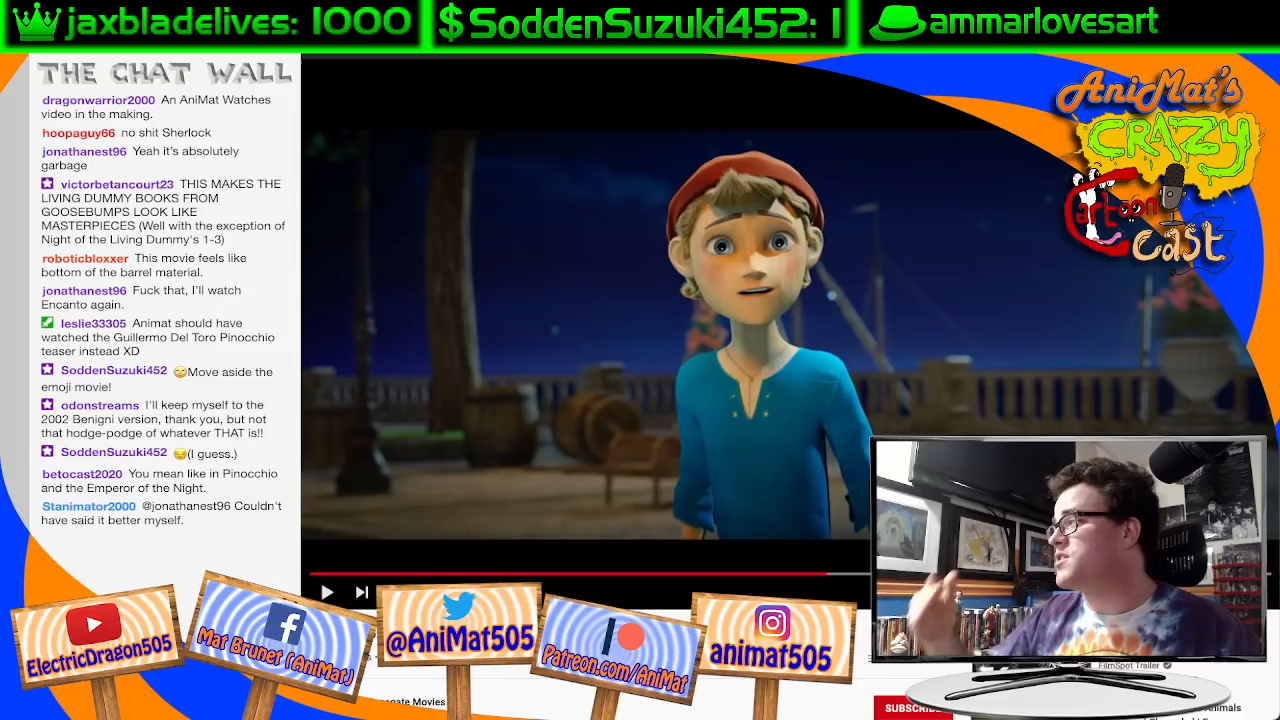 jaxbladelives: 1000
$ SoddenSuzuki452: 1
ammarlovesart
THE CHAT WALL
dragonwarrior2000 An AniMat Watches
video in the making.
hoopaguy66 no shit Sherlock
jonathanest96 Yeah it's absolutely
garbage
victorbetancourt23 THIS MAKES THE
LIVING DUMMY BOOKS FROM
GOOSEBUMPS LOOK LIKE
MASTERPIECES (Well with the exception of
Night of the Living Dummy's 1-3)
roboticbloxxer This movie feels like
bottom of the barrel material.
jonathanest96 Fuck that, I'll watch
Encanto again.
leslie33305 Animat should have
watched the Guillermo Del Toro Pinocchio
teaser instead XD
SoddenSuzuki452 🙄Move aside the
emoji movie!
odonstreams I'll keep myself to the
2002 Benigni version, thank you, but not
that hodge-podge of whatever THAT is!!
SoddenSuzuki452 😒(I guess.)
betocast2020 You mean like in Pinocchio
and the Emperor of the Night.
Stanimator2000 @jonathanest96 Couldn't
have said it better myself.
AniMat's
CRAZY
Cartoon
Cast
ElectricDragon505
Mat Brunet (AniMat)
@AniMat505
Patreon.com/AniMat
animat505
FilmSpot Trailer
Movies
Animals